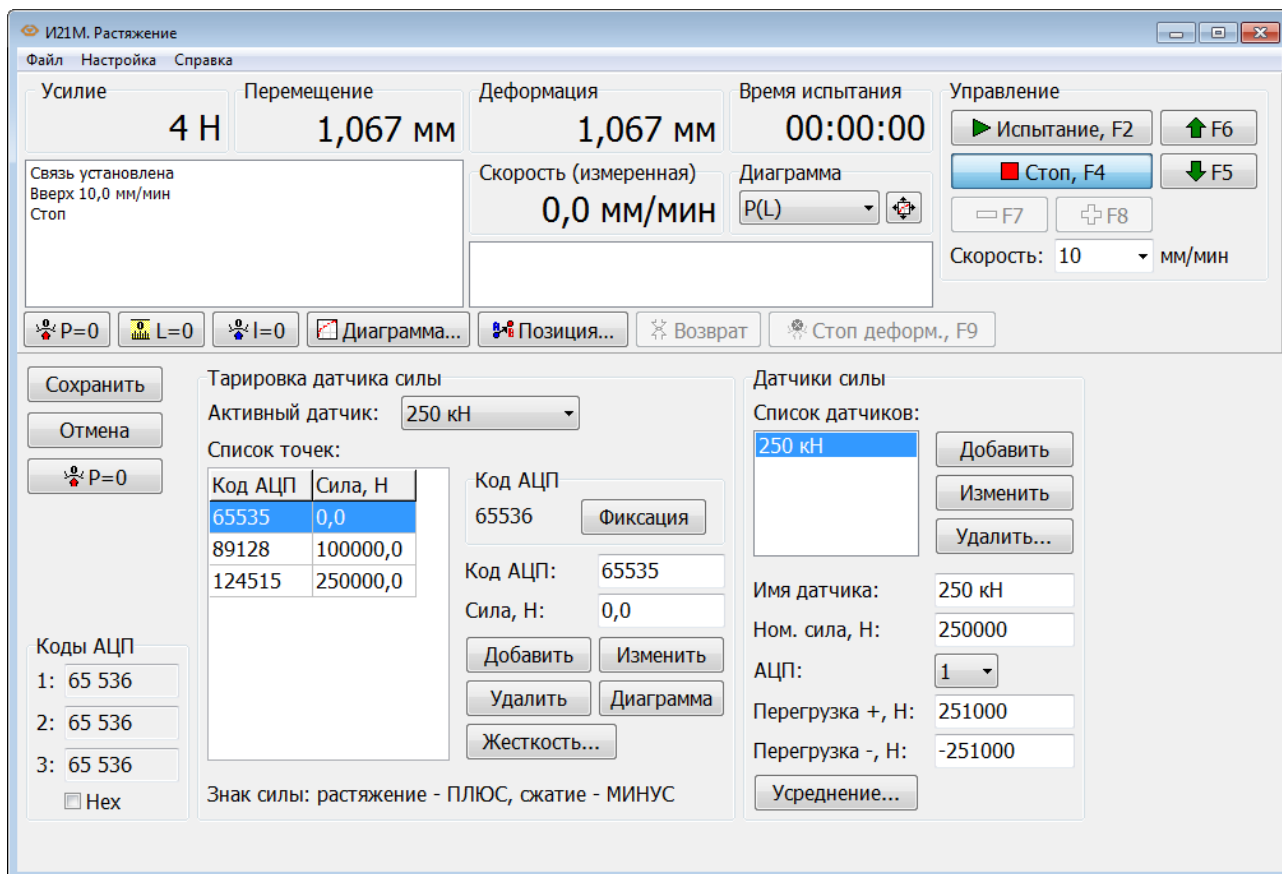 И21М. Растяжение
Файл Настройка Справка
Усилие
4 Н
Перемещение
1,067 мм
Деформация
1,067 мм
Время испытания
00:00:00
Управление
Испытание, F2
F6
Стоп, F4
F5
F7
F8
Скорость: 10 мм/мин
Связь установлена
Вверх 10,0 мм/мин
Стоп
Скорость (измеренная)
0,0 мм/мин
Диаграмма
P(L)
P=0
L=0
l=0
Диаграмма...
Позиция...
Возврат
Стоп деформ., F9
Сохранить
Отмена
P=0
Коды АЦП
1: 65 536
2: 65 536
3: 65 536
Hex
Тарировка датчика силы
Активный датчик: 250 кН
Список точек:
Код АЦП Сила, Н
65535 0,0
89128 100000,0
124515 250000,0
Код АЦП
65536 Фиксация
Код АЦП: 65535
Сила, Н: 0,0
Добавить Изменить
Удалить Диаграмма
Жесткость...
Знак силы: растяжение - ПЛЮС, сжатие - МИНУС
Датчики силы
Список датчиков:
250 кН
Добавить
Изменить
Удалить...
Имя датчика: 250 кН
Ном. сила, Н: 250000
АЦП: 1
Перегрузка +, Н: 251000
Перегрузка -, Н: -251000
Усреднение...